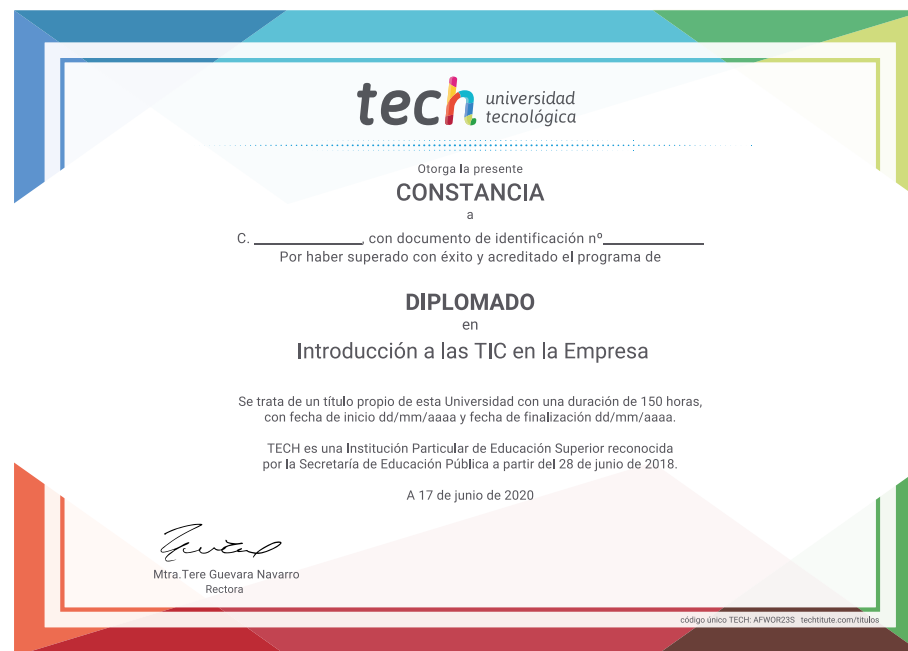 tech universidad
tecnológica
Otorga la presente
CONSTANCIA
a
C. ____________, con documento de identificación nº____________
Por haber superado con éxito y acreditado el programa de
DIPLOMADO
en
Introducción a las TIC en la Empresa
Se trata de un título propio de esta Universidad con una duración de 150 horas,
con fecha de inicio dd/mm/aaaa y fecha de finalización dd/mm/aaaa.
TECH es una Institución Particular de Educación Superior reconocida
por la Secretaría de Educación Pública a partir del 28 de junio de 2018.
A 17 de junio de 2020
Mtra.Tere Guevara Navarro
Rectora
código único TECH: AFWOR23S techtitute.com/titulos